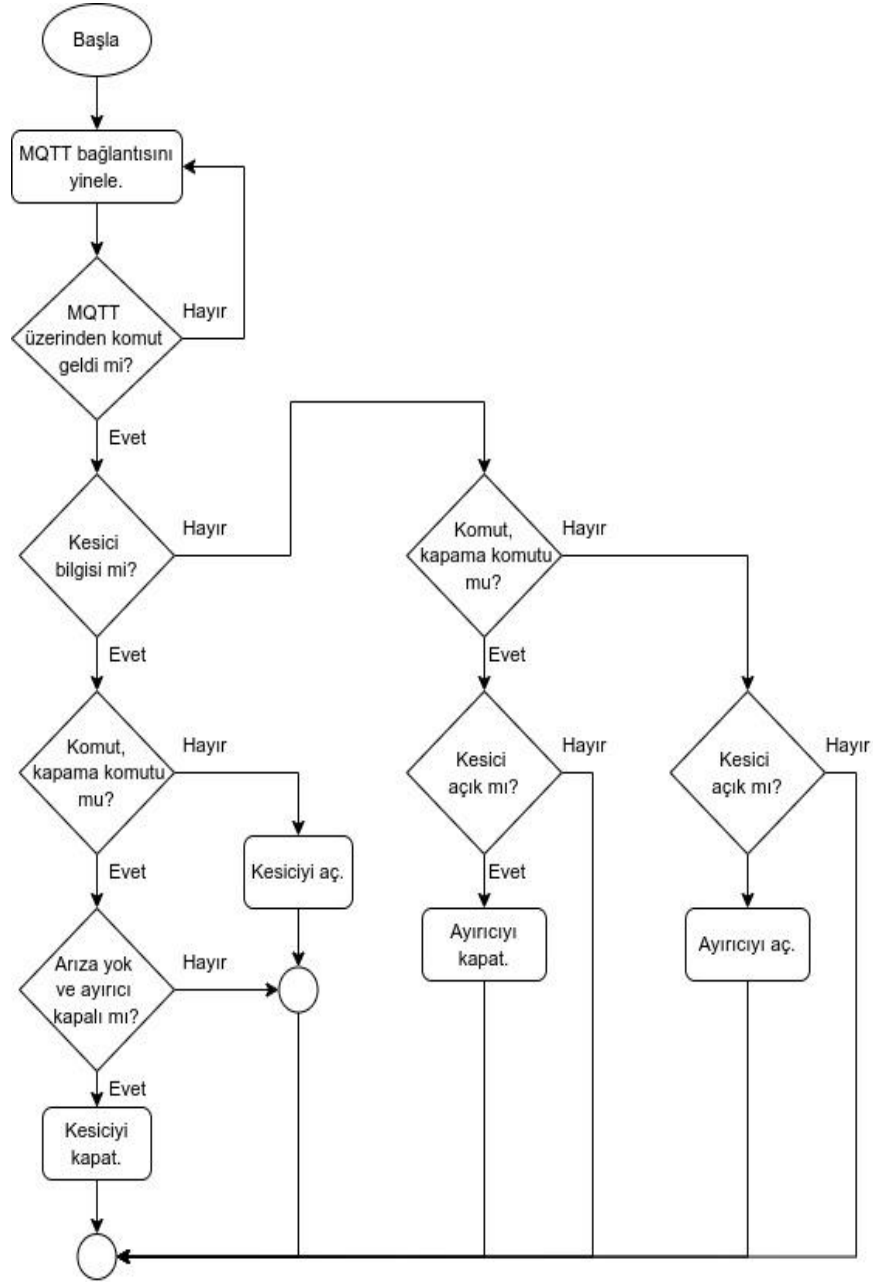 Başla
MQTT bağlantısını
yinele.
MQTT
üzerinden komut
geldi mi?
Hayır
Evet
Kesici
bilgisi mi?
Hayır
Komut,
kapama komutu
mu?
Hayır
Evet
Evet
Komut,
kapama komutu
mu?
Hayır
Kesici
açık mı?
Hayır
Kesici
açık mı?
Hayır
Evet
Kesiciyi aç.
Evet
Ayırıcıyı
kapat.
Ayırıcıyı aç.
Arıza yok
ve ayırıcı
kapalı mı?
Hayır
Evet
Kesiciyi
kapat.